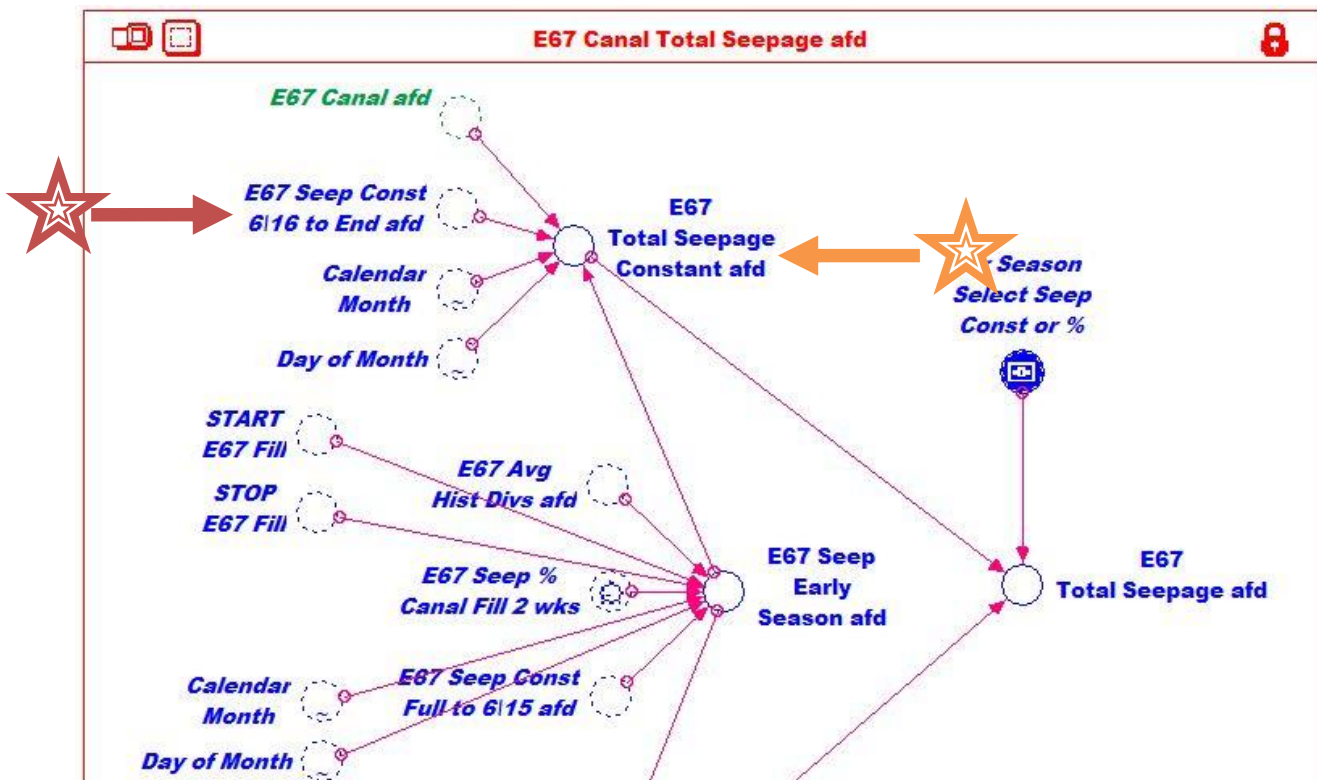 E67 Canal Total Seepage afd
E67 Canal afd
E67 Seep Const
6|16 to End afd
E67
Total Seepage
Constant afd
Calendar
Month
Season
Select Seep
Const or %
Day of Month
START
E67 Fill
E67 Avg
Hist Divs afd
STOP
E67 Fill
E67 Seep %
Canal Fill 2 wks
E67 Seep
Early
Season afd
E67
Total Seepage afd
E67 Seep Const
Full to 6|15 afd
Calendar
Month
Day of Month